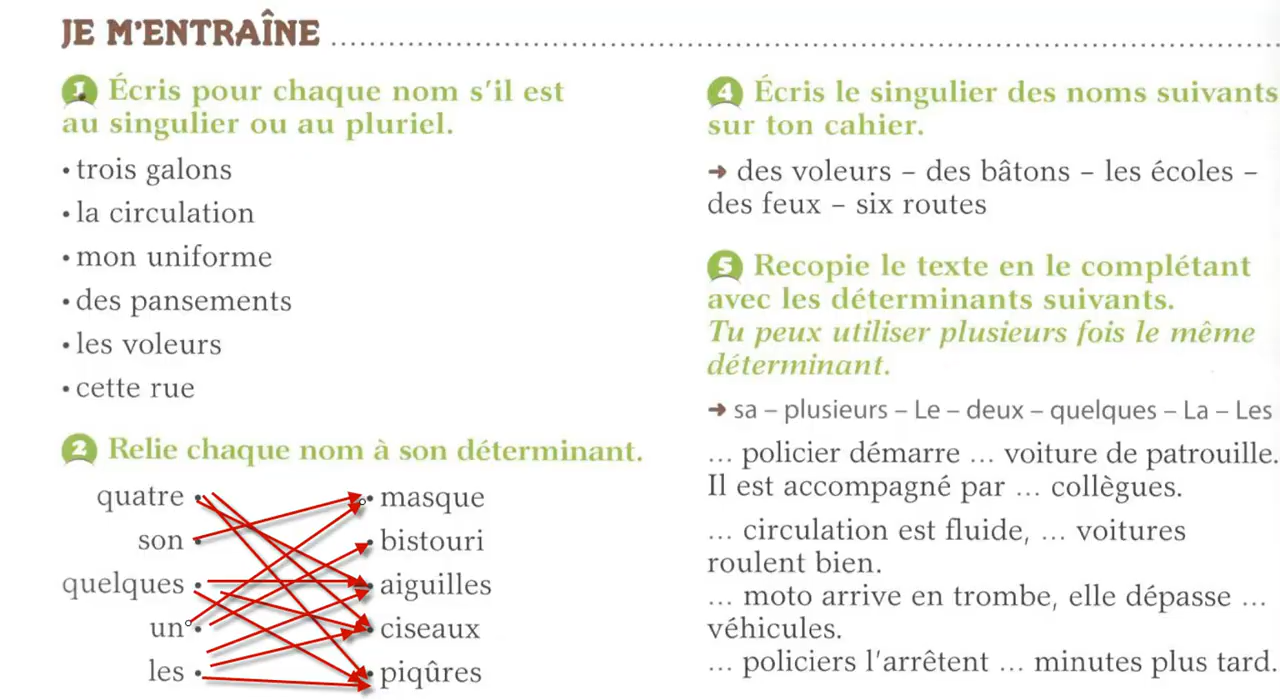 JE M'ENTRAÎNE
1 Écris pour chaque nom s'il est
au singulier ou au pluriel.
• trois galons
• la circulation
• mon uniforme
• des pansements
• les voleurs
• cette rue
2 Relie chaque nom à son déterminant.
quatre • • masque
son • • bistouri
quelques • • aiguilles
un • • ciseaux
les • • piqûres
4 Écris le singulier des noms suivants
sur ton cahier.
→ des voleurs – des bâtons – les écoles –
des feux – six routes
5 Recopie le texte en le complétant
avec les déterminants suivants.
Tu peux utiliser plusieurs fois le même
déterminant.
→ sa – plusieurs – Le – deux – quelques – La – Les
... policier démarre ... voiture de patrouille.
Il est accompagné par ... collègues.
... circulation est fluide, ... voitures
roulent bien.
... moto arrive en trombe, elle dépasse ...
véhicules.
... policiers l'arrêtent ... minutes plus tard.